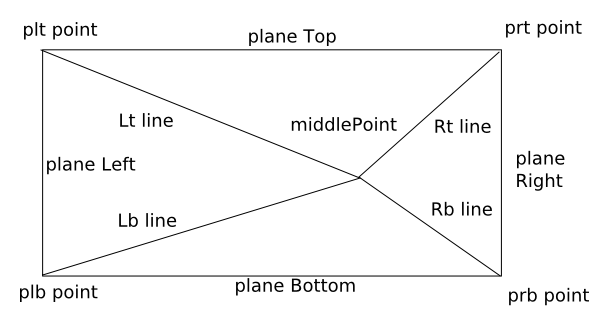 plt point
plane Top
prt point
Lt line
middlePoint
Rt line
plane Left
plane
Right
Lb line
Rb line
plb point
plane Bottom
prb point